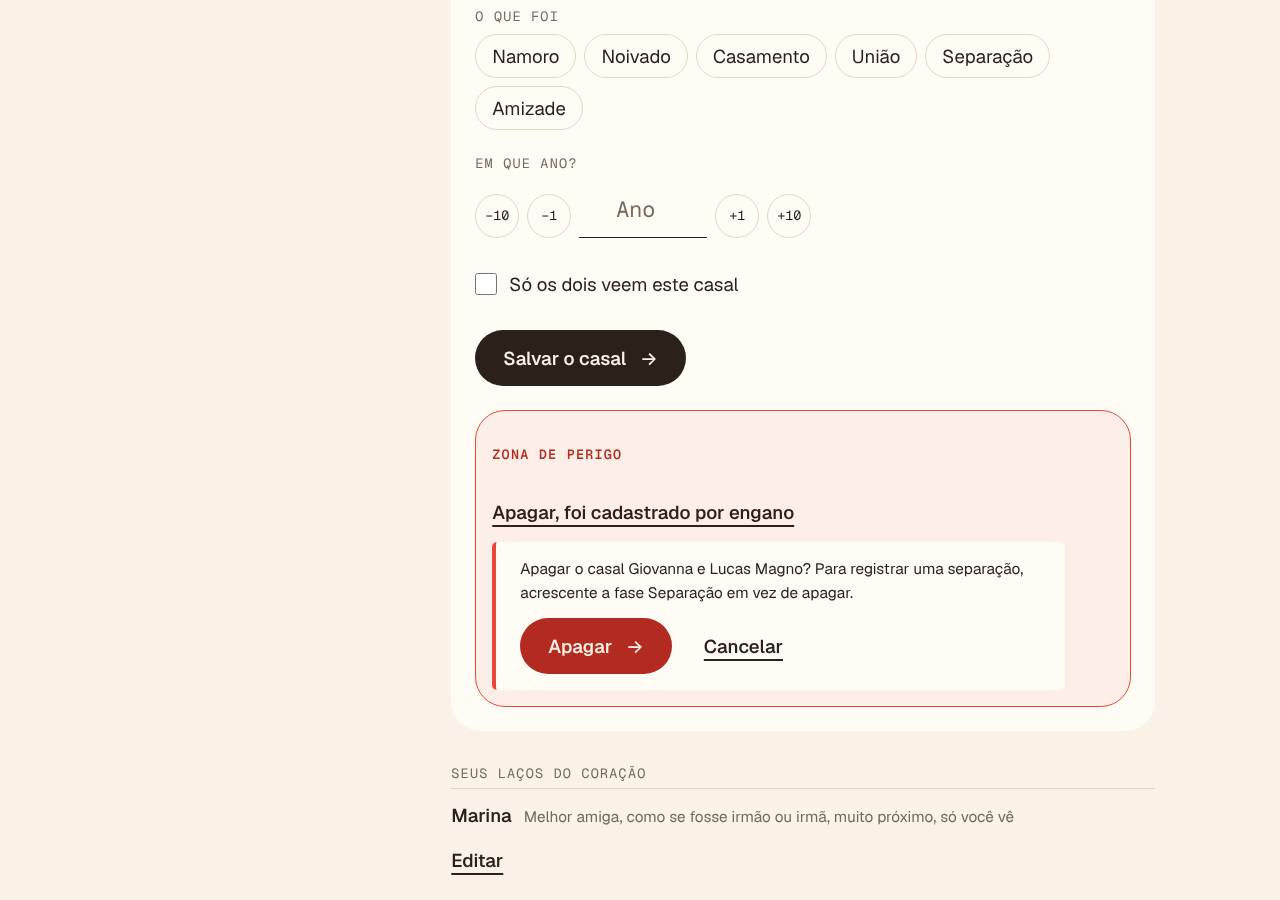 O QUE FOI
Namoro Noivado Casamento União Separação
Amizade
EM QUE ANO?
−10 −1 Ano +1 +10
Só os dois veem este casal
Salvar o casal →
ZONA DE PERIGO
Apagar, foi cadastrado por engano
Apagar o casal Giovanna e Lucas Magno? Para registrar uma separação,
acrescente a fase Separação em vez de apagar.
Apagar → Cancelar
SEUS LAÇOS DO CORAÇÃO
Marina Melhor amiga, como se fosse irmão ou irmã, muito próximo, só você vê
Editar